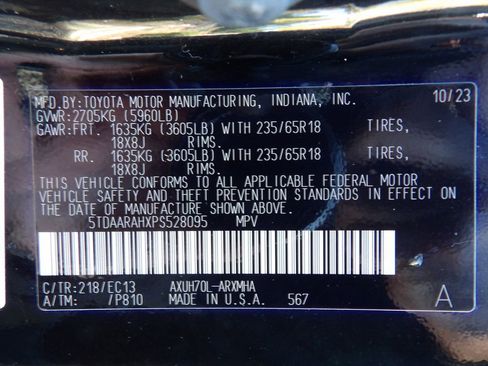 MFD.BY:TOYOTA MOTOR MANUFACTURING, INDIANA, INC. 10/23
GVWR:2705KG (5960LB)
GAWR:FRT. 1635KG (3605LB) WITH 235/65R18 TIRES,
18X8J RIMS.
RR. 1635KG (3605LB) WITH 235/65R18 TIRES,
18X8J RIMS.
THIS VEHICLE CONFORMS TO ALL APPLICABLE FEDERAL MOTOR
VEHICLE SAFETY AND THEFT PREVENTION STANDARDS IN EFFECT ON
THE DATE OF MANUFACTURE SHOWN ABOVE.
5TDAARAHXPS528095 MPV
C/TR:218/EC13 AXUH70L-ARXMHA
A/TM: /P810 MADE IN U.S.A. 567 A